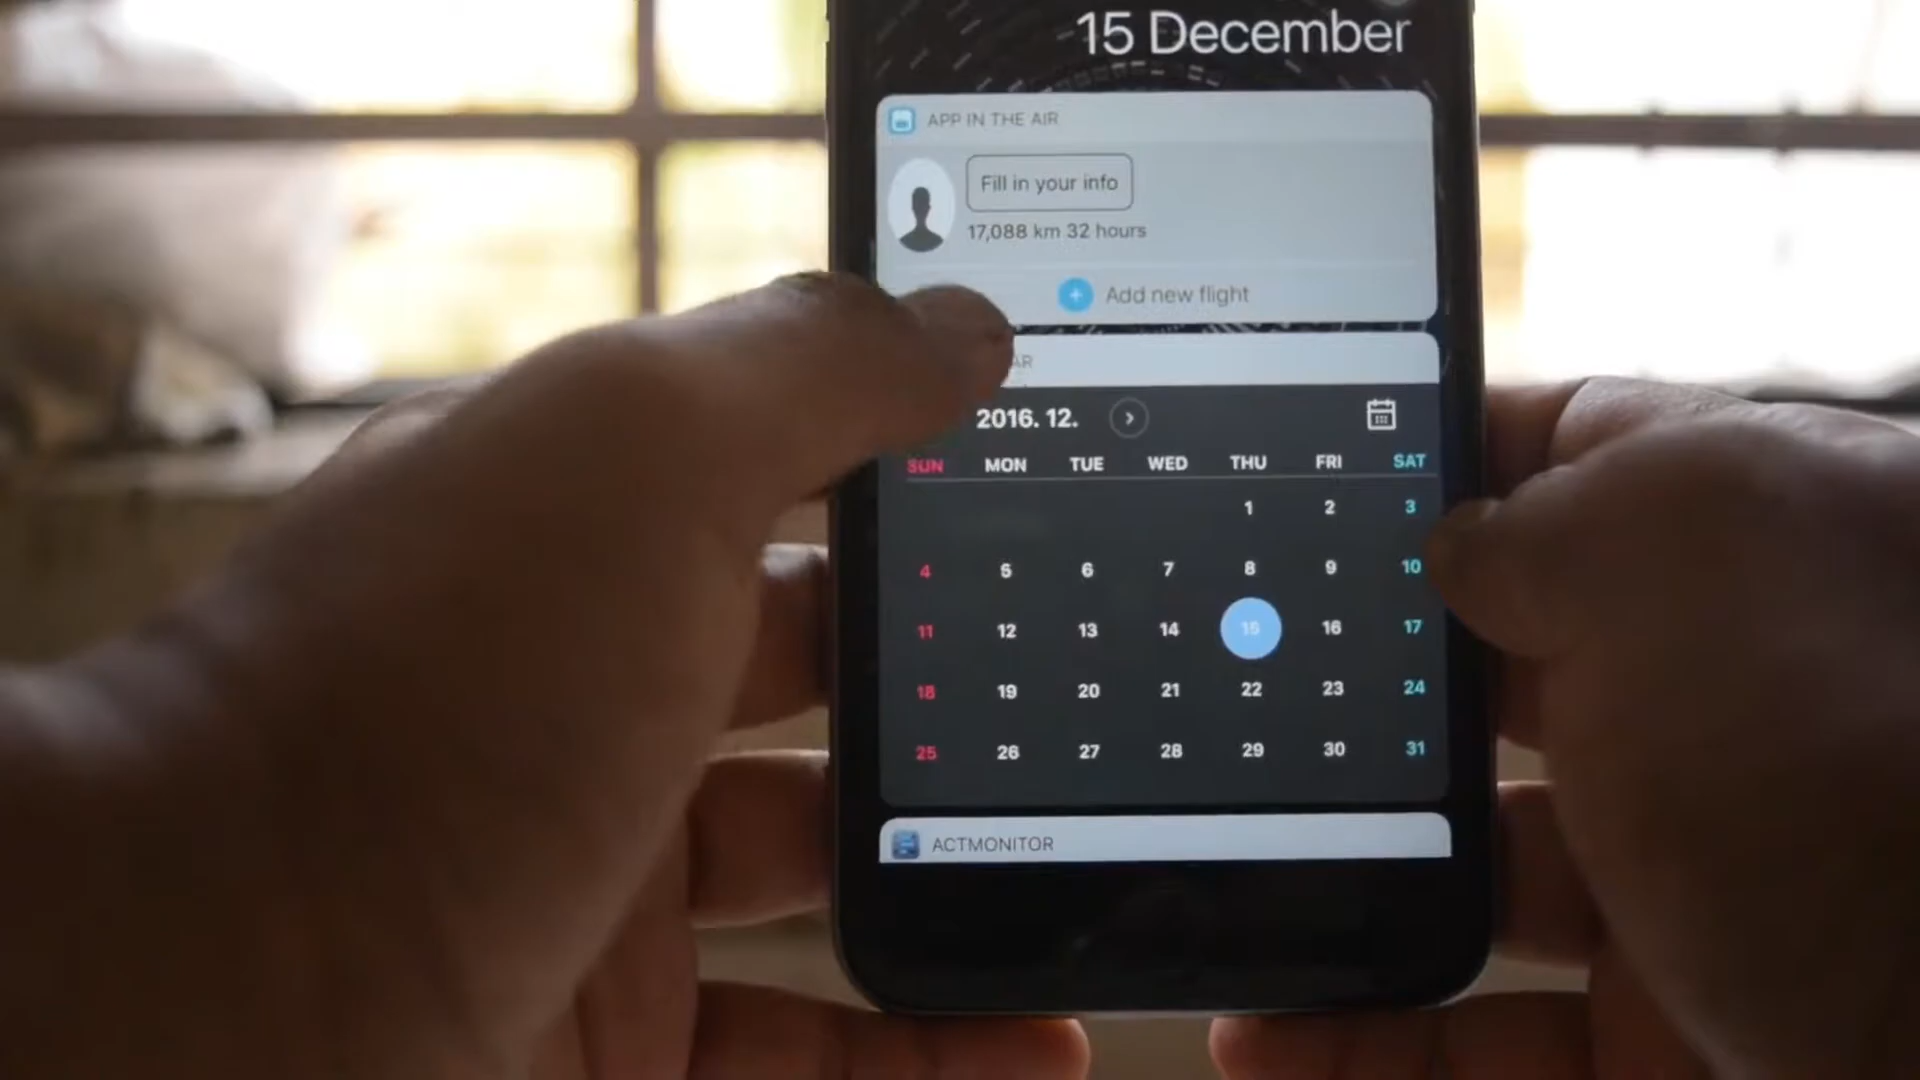 15 December
APP IN THE AIR
Fill in your info
17,088 km 32 hours
Add new flight
2016. 12.
SUN MON TUE WED THU FRI SAT
1 2 3
4 5 6 7 8 9 10
11 12 13 14 15 16 17
18 19 20 21 22 23 24
25 26 27 28 29 30 31
ACTMONITOR